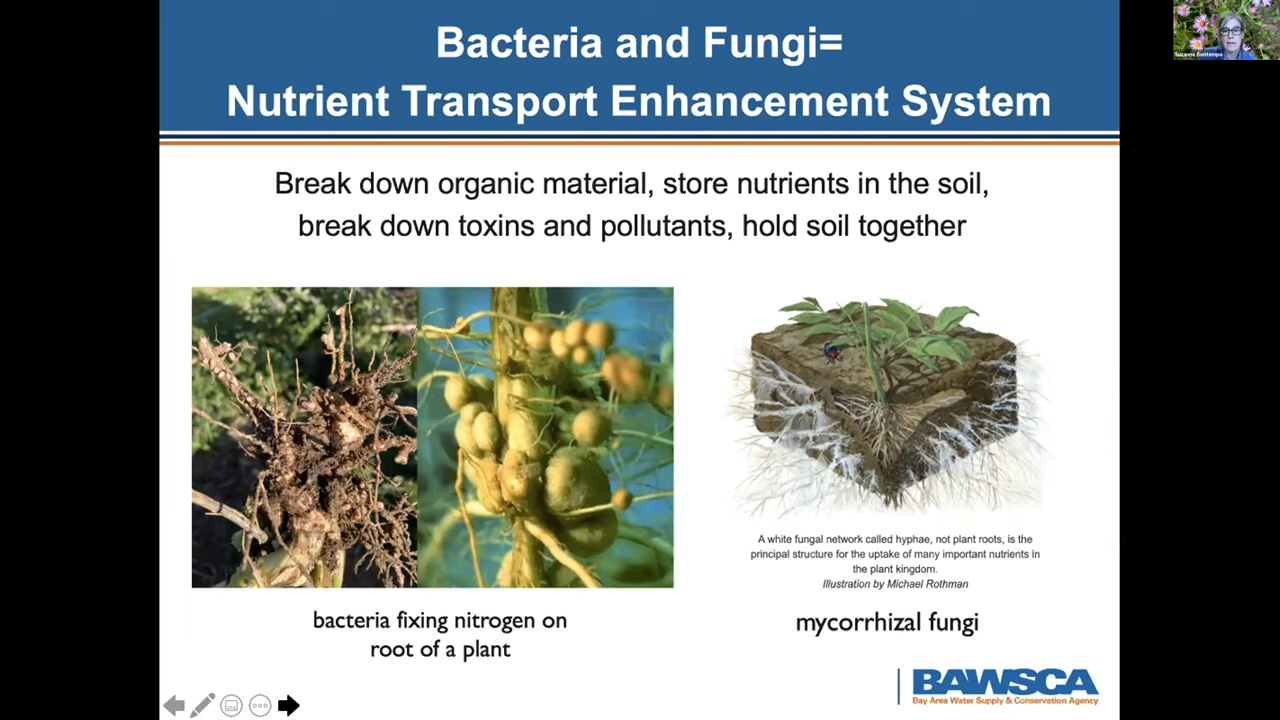 Bacteria and Fungi=
Nutrient Transport Enhancement System
Suzanne Bontempo
Break down organic material, store nutrients in the soil,
break down toxins and pollutants, hold soil together
A white fungal network called hyphae, not plant roots, is the
principal structure for the uptake of many important nutrients in
the plant kingdom.
Illustration by Michael Rothman
bacteria fixing nitrogen on
root of a plant
mycorrhizal fungi
BAWSCA
Bay Area Water Supply & Conservation Agency